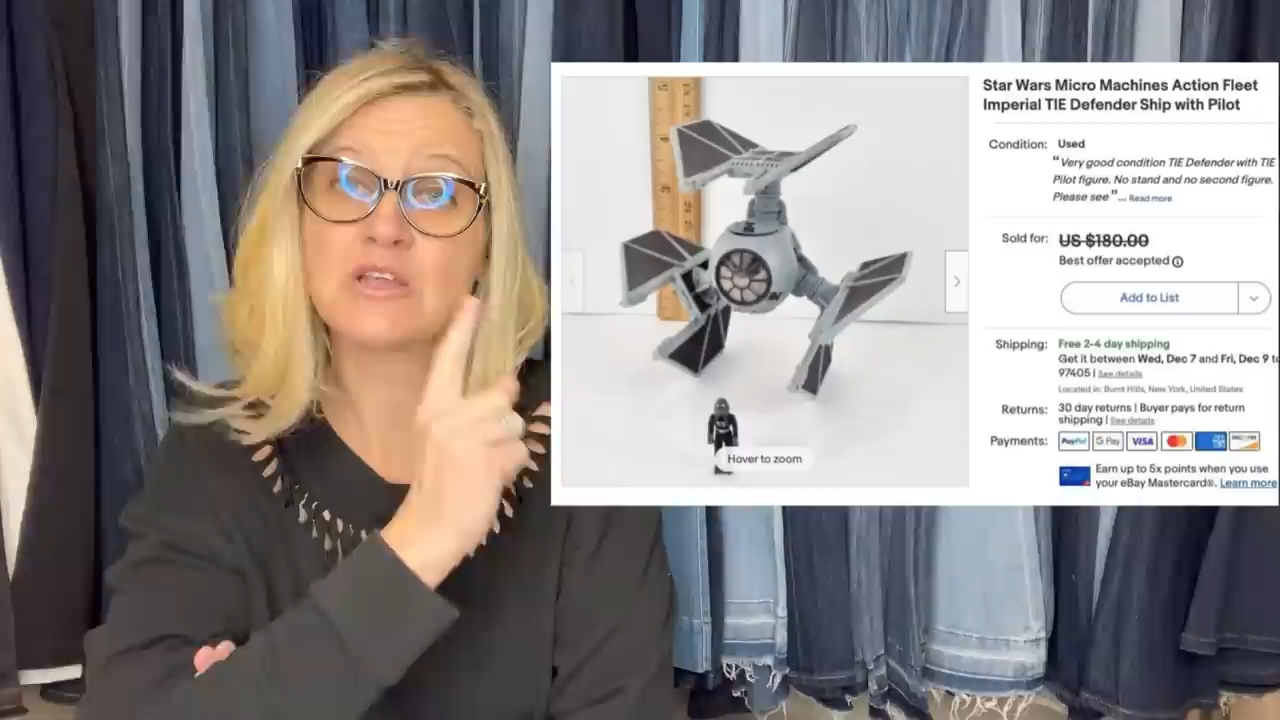 Star Wars Micro Machines Action Fleet
Imperial TIE Defender Ship with Pilot
Condition: Used
"Very good condition TIE Defender with TIE
Pilot figure. No stand and no second figure.
Please see"... Read more
Sold for: US $180.00
Best offer accepted
Add to List
Shipping: Free 2-4 day shipping
Get it between Wed, Dec 7 and Fri, Dec 9 to
97405 | See details
Located in: Burnt Hills, New York, United States
Returns: 30 day returns | Buyer pays for return
shipping | See details
Payments: PayPal G Pay VISA
Earn up to 5x points when you use
your eBay Mastercard®. Learn more
Hover to zoom